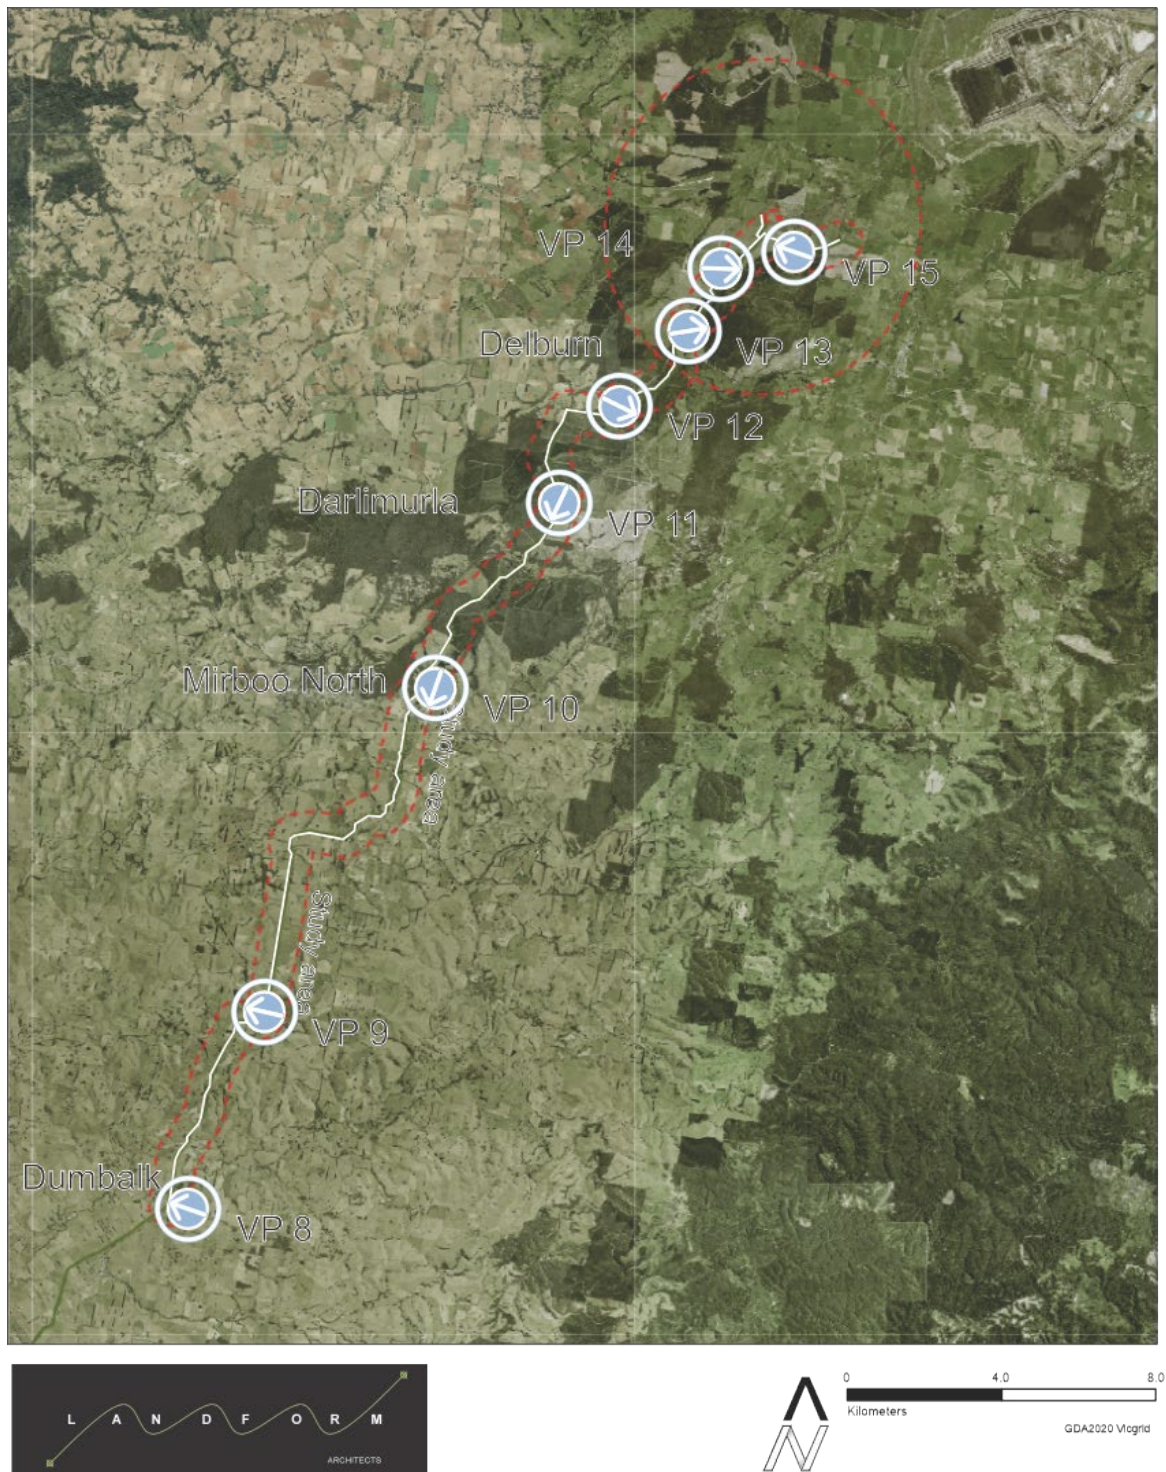 VP 14
VP 15
Delburn
VP 13
VP 12
Darlimurla
VP 11
Mirboo North
VP 10
Study area
Study area
VP 9
Dumbalk
VP 8
LANDFORM
ARCHITECTS
0 4.0 8.0
Kilometers
GDA2020 Vicgrid